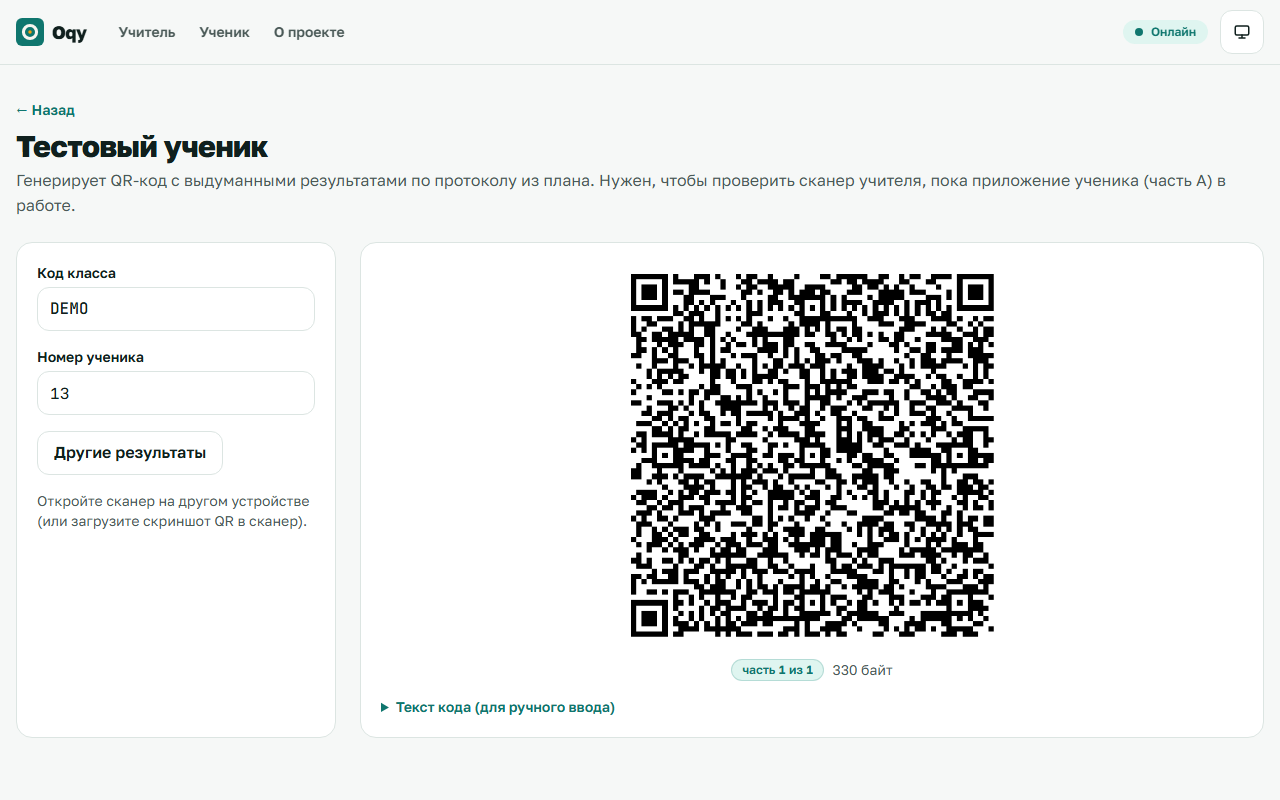 Oqy
Учитель
Ученик
О проекте
Онлайн
← Назад
Тестовый ученик
Генерирует QR-код с выдуманными результатами по протоколу из плана. Нужен, чтобы проверить сканер учителя, пока приложение ученика (часть А) в
работе.
Код класса
DEMO
Номер ученика
13
Другие результаты
Откройте сканер на другом устройстве
(или загрузите скриншот QR в сканер).
часть 1 из 1
330 байт
Текст кода (для ручного ввода)